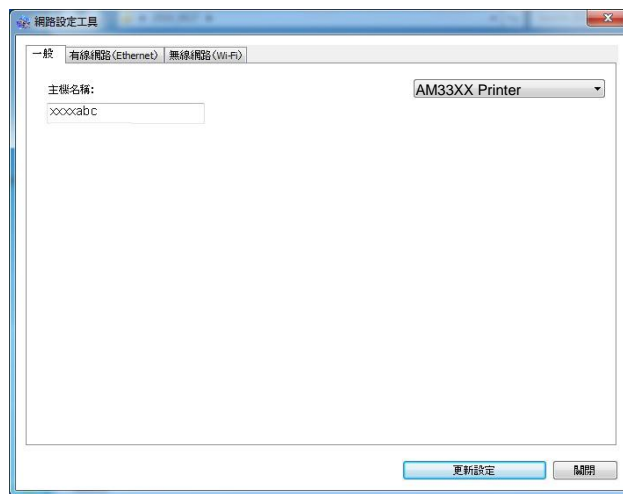 網路設定工具
一般
有線網路(Ethernet)
無線網路(Wi-Fi)
主機名稱:
AM33XX Printer
xxxxabc
更新設定
關閉